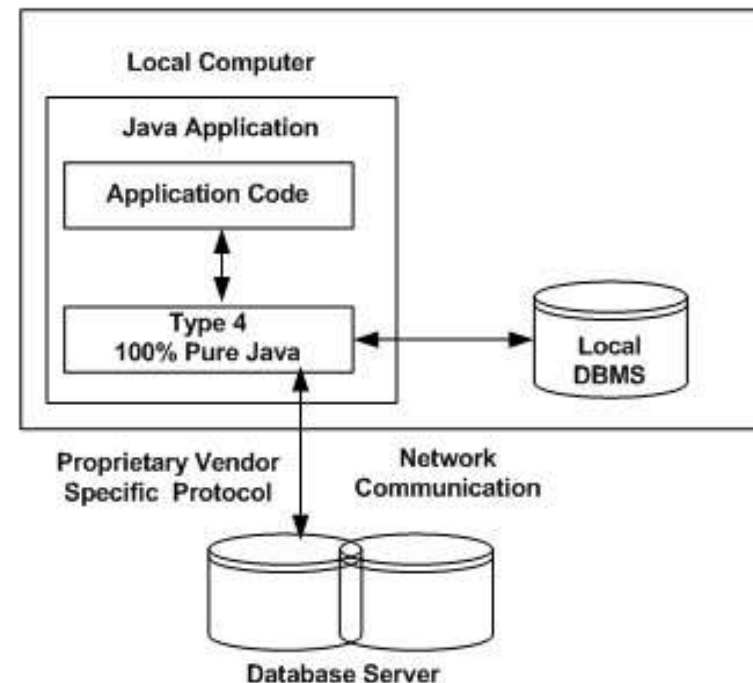 Local Computer
Java Application
Application Code
Type 4
100% Pure Java
Local
DBMS
Proprietary Vendor
Specific Protocol
Network
Communication
Database Server